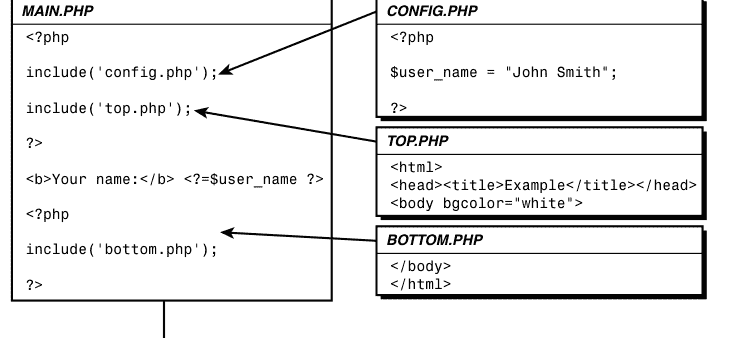 MAIN.PHP
<?php
include('config.php');
include('top.php');
?>
<b>Your name:</b> <?=$user_name ?>
<?php
include('bottom.php');
?>
CONFIG.PHP
<?php
$user_name = "John Smith";
?>
TOP.PHP
<html>
<head><title>Example</title></head>
<body bgcolor="white">
BOTTOM.PHP
</body>
</html>